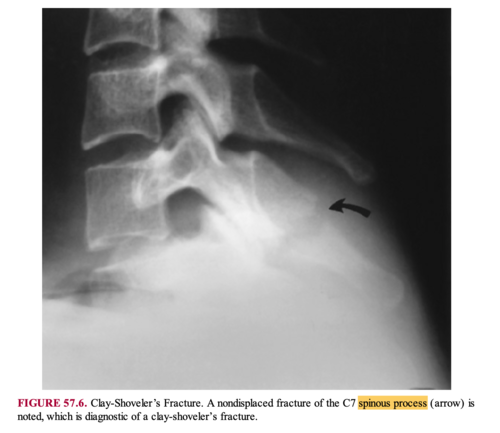 FIGURE 57.6. Clay-Shoveler's Fracture. A nondisplaced fracture of the C7 spinous process (arrow) is
noted, which is diagnostic of a clay-shoveler's fracture.